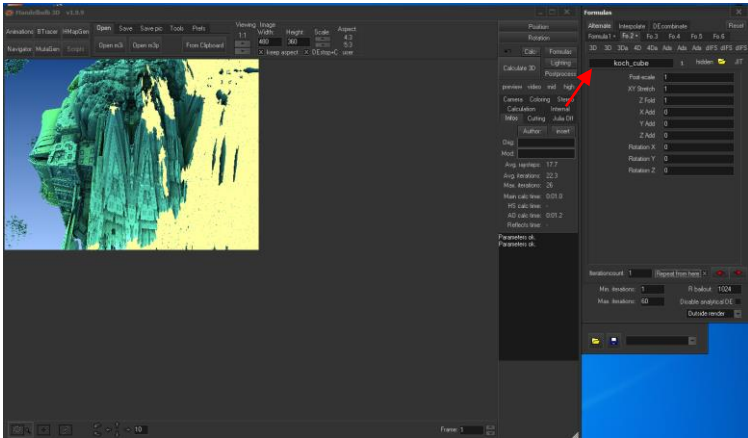 Mandelbulb 3D v1.9.9
Animations BTracer HMapGen
Navigator MutaGen Scripts
Open Save Save pic Tools Prefs
Open m3i Open m3p From Clipboard
Viewing
1:1
Image
Width: Height: Scale: Aspect:
480 360
4:3
5:3
Keep aspect
user
Position
Rotation
Calc Formulas
Calculate 3D
Lighting
Postprocess
preview video mid high
Camera Coloring Stereo
Calculation Internal
Infos Cutting Julia Off
Author: insert
Orig:
Mod:
Avg. raysteps: 17.7
Avg. iterations: 22.3
Max. iterations: 26
Main calc time: 0:01.0
HS calc time: -
AO calc time: 0:01.2
Reflects time: -
Parameters ok.
Parameters ok.
10
Frame: 1
Formulas
Alternate Interpolate DEcombinate Reset
Formula1 Fo.2 Fo.3 Fo.4 Fo.5 Fo.6
3D 3D 3Da 4D 4Da Ads Ads Ads dIFS dIFS dIFS
koch_cube
hidden
JIT
Post-scale 1
XY Stretch 1
Z Fold 1
X Add 0
Y Add 0
Z Add 0
Rotation X 0
Rotation Y 0
Rotation Z 0
Iterationcount: 1 Repeat from here
Min. iterations: 1 R bailout: 1024
Max. iterations: 60 Disable analytical DE
Outside render